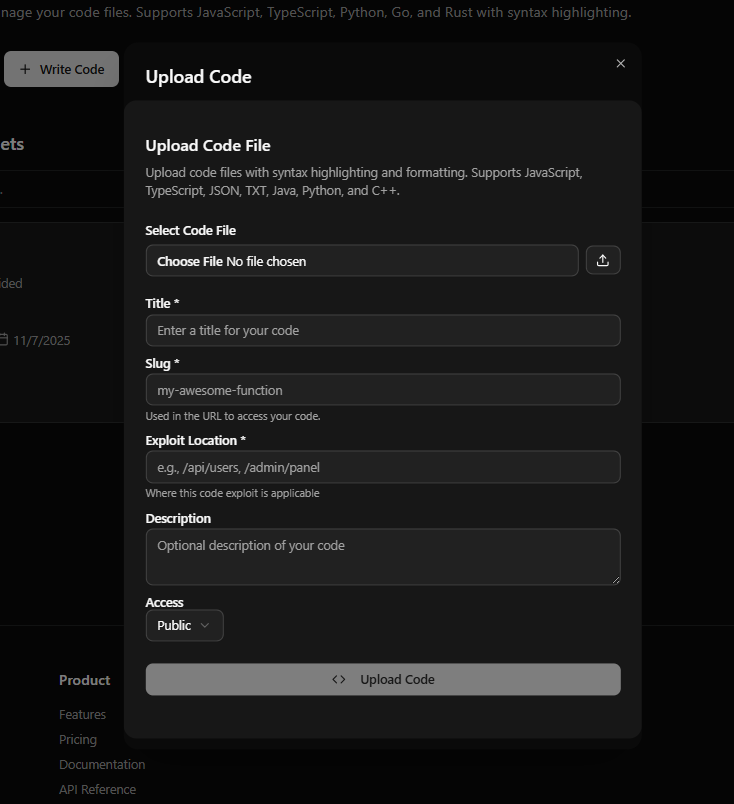 nage your code files. Supports JavaScript, TypeScript, Python, Go, and Rust with syntax highlighting.
+ Write Code
Upload Code
ets
Upload Code File
Upload code files with syntax highlighting and formatting. Supports JavaScript,
TypeScript, JSON, TXT, Java, Python, and C++.
Select Code File
Choose File No file chosen
ided
Title *
Enter a title for your code
11/7/2025
Slug *
my-awesome-function
Used in the URL to access your code.
Exploit Location *
e.g., /api/users, /admin/panel
Where this code exploit is applicable
Description
Optional description of your code
Access
Public
<> Upload Code
Product
Features
Pricing
Documentation
API Reference